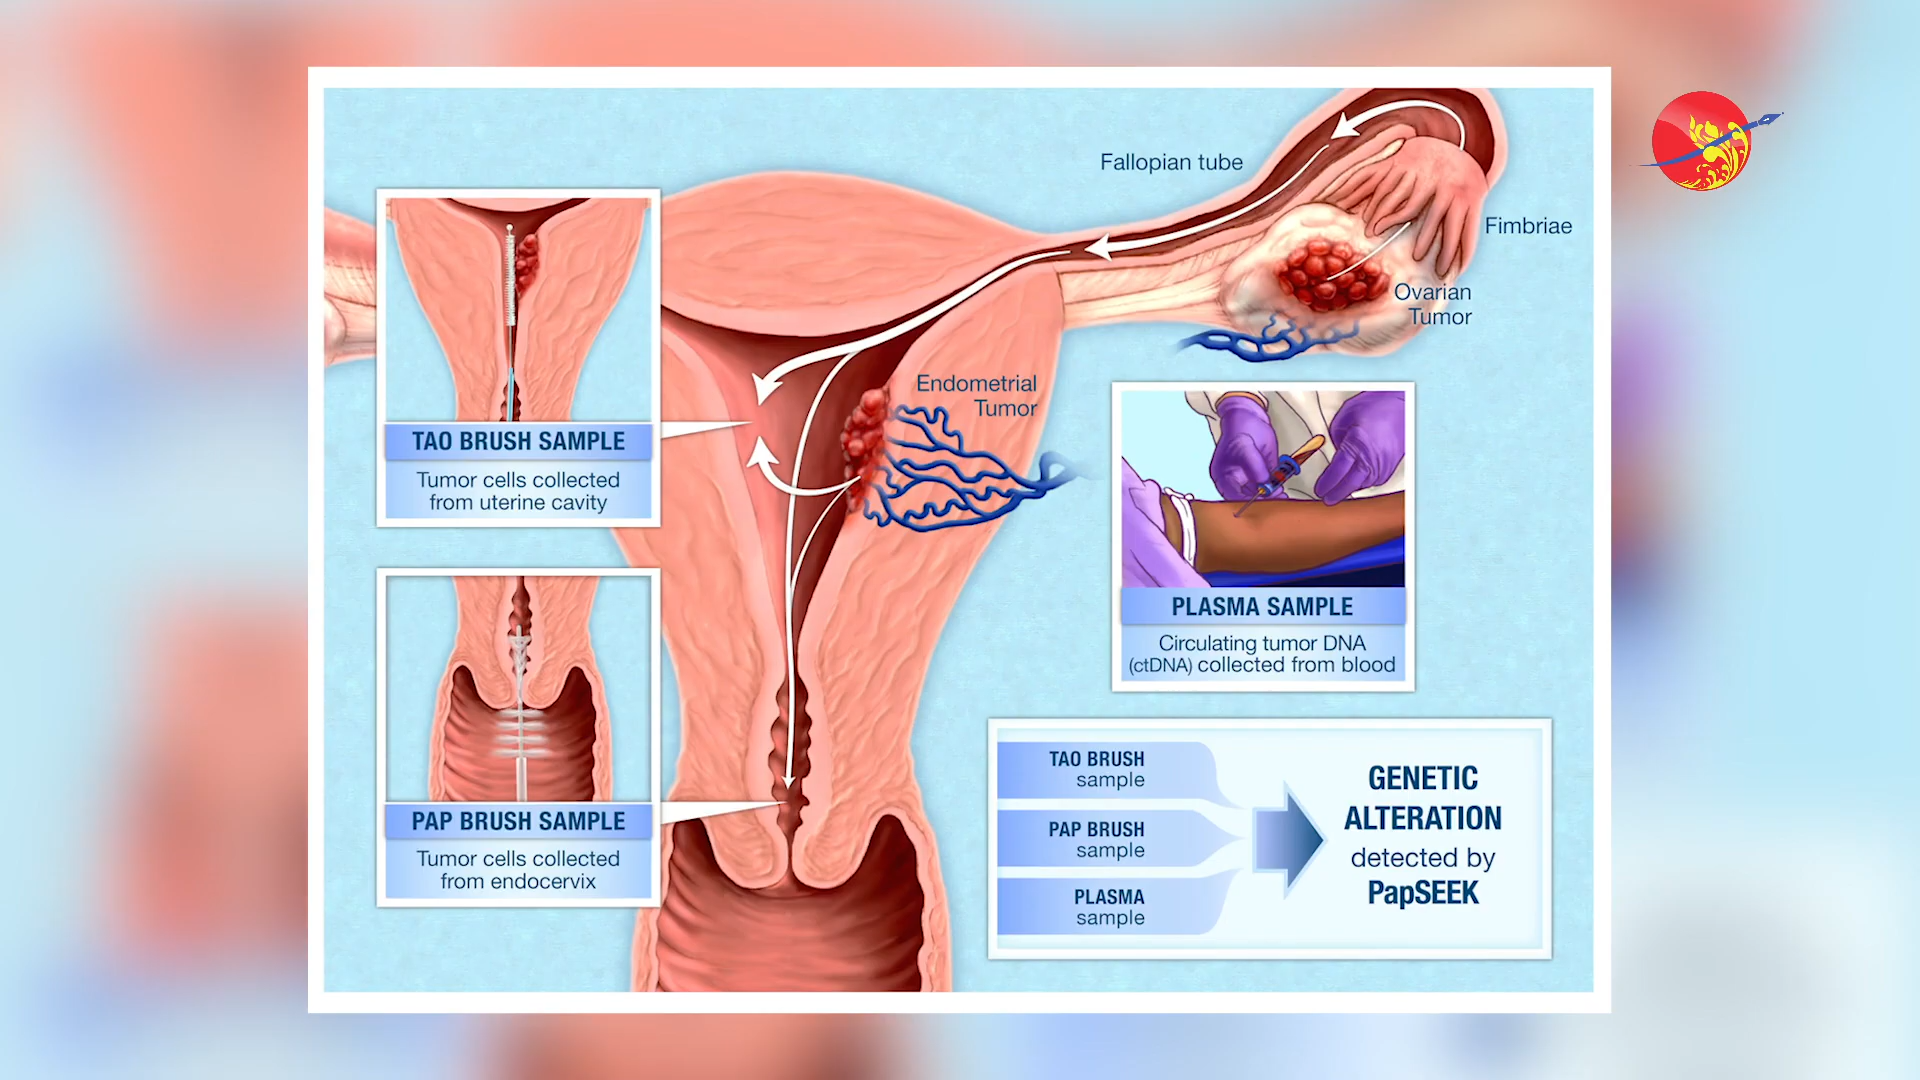 Fallopian tube
Fimbriae
Ovarian
Tumor
Endometrial
Tumor
TAO BRUSH SAMPLE
Tumor cells collected
from uterine cavity
PAP BRUSH SAMPLE
Tumor cells collected
from endocervix
PLASMA SAMPLE
Circulating tumor DNA
(ctDNA) collected from blood
TAO BRUSH
sample
PAP BRUSH
sample
PLASMA
sample
GENETIC
ALTERATION
detected by
PapSEEK